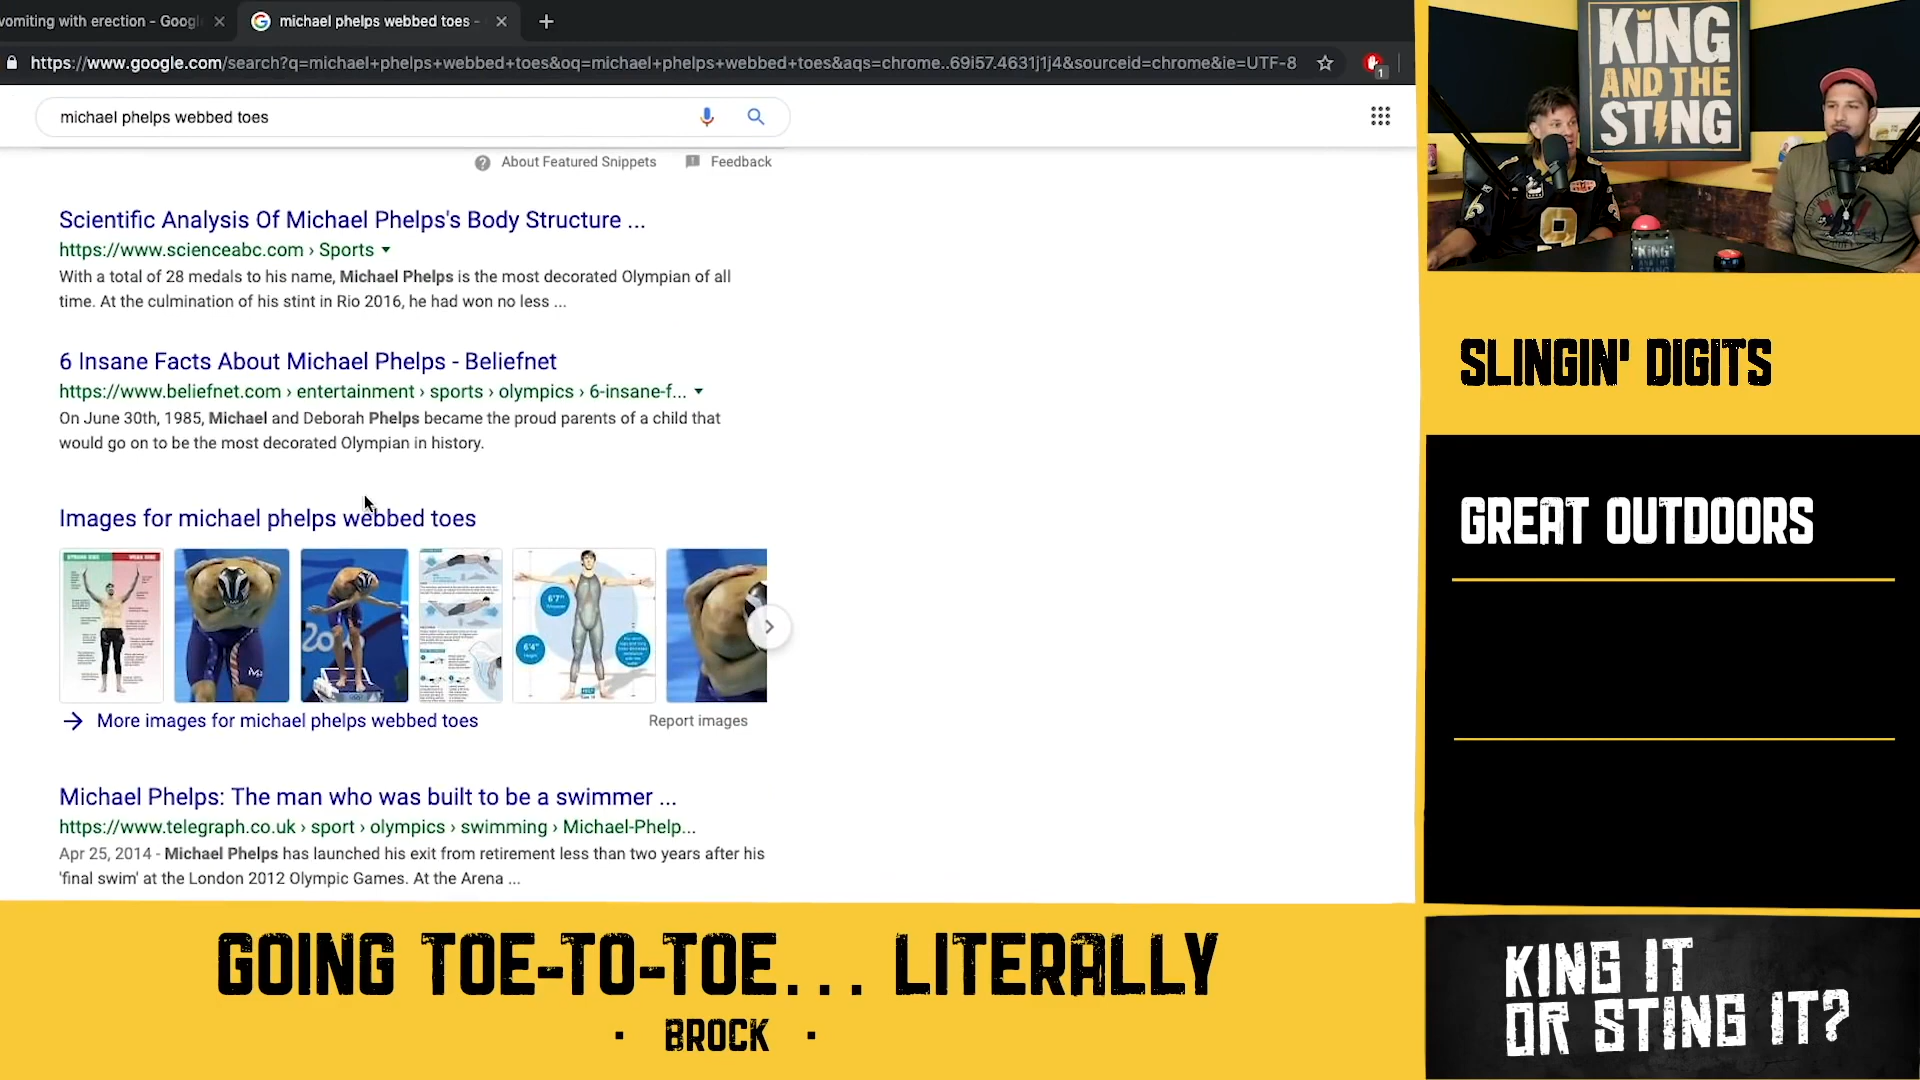 vomiting with erection - Googl
michael phelps webbed toes -
https://www.google.com/search?q=michael+phelps+webbed+toes&oq=michael+phelps+webbed+toes&aqs=chrome..69i57.4631j1j4&sourceid=chrome&ie=UTF-8
1
michael phelps webbed toes
About Featured Snippets
Feedback
Scientific Analysis Of Michael Phelps's Body Structure ...
https://www.scienceabc.com › Sports
With a total of 28 medals to his name, Michael Phelps is the most decorated Olympian of all
time. At the culmination of his stint in Rio 2016, he had won no less ...
6 Insane Facts About Michael Phelps - Beliefnet
https://www.beliefnet.com › entertainment › sports › olympics › 6-insane-f...
On June 30th, 1985, Michael and Deborah Phelps became the proud parents of a child that
would go on to be the most decorated Olympian in history.
Images for michael phelps webbed toes
6'7"
6'4"
More images for michael phelps webbed toes
Report images
Michael Phelps: The man who was built to be a swimmer ...
https://www.telegraph.co.uk › sport › olympics › swimming › Michael-Phelp...
Apr 25, 2014 - Michael Phelps has launched his exit from retirement less than two years after his
'final swim' at the London 2012 Olympic Games. At the Arena ...
KING
AND THE
STING
9
SLINGIN' DIGITS
GREAT OUTDOORS
GOING TOE-TO-TOE... LITERALLY
· BROCK ·
KING IT
OR STING IT?